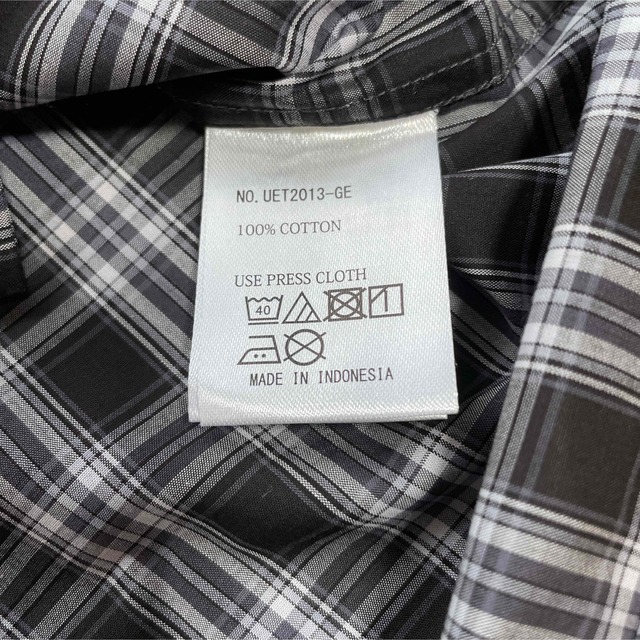 NO. UET2013-GE
100% COTTON
USE PRESS CLOTH
40
MADE IN INDONESIA